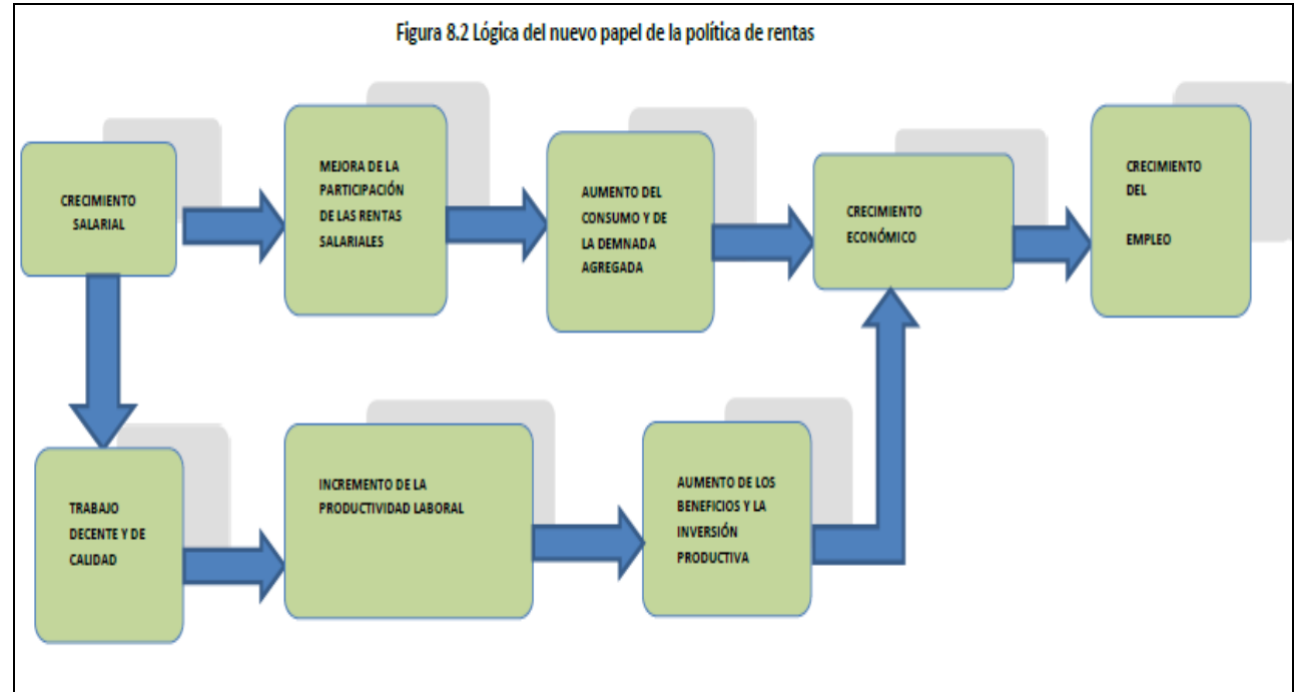 Figura 8.2 Lógica del nuevo papel de la política de rentas
CRECIMIENTO
SALARIAL
MEJORA DE LA
PARTICIPACIÓN
DE LAS RENTAS
SALARIALES
AUMENTO DEL
CONSUMO Y DE
LA DEMNADA
AGREGADA
CRECIMIENTO
ECONÓMICO
CRECIMIENTO
DEL
EMPLEO
TRABAJO
DECENTE Y DE
CALIDAD
INCREMENTO DE LA
PRODUCTIVIDAD LABORAL
AUMENTO DE LOS
BENEFICIOS Y LA
INVERSIÓN
PRODUCTIVA